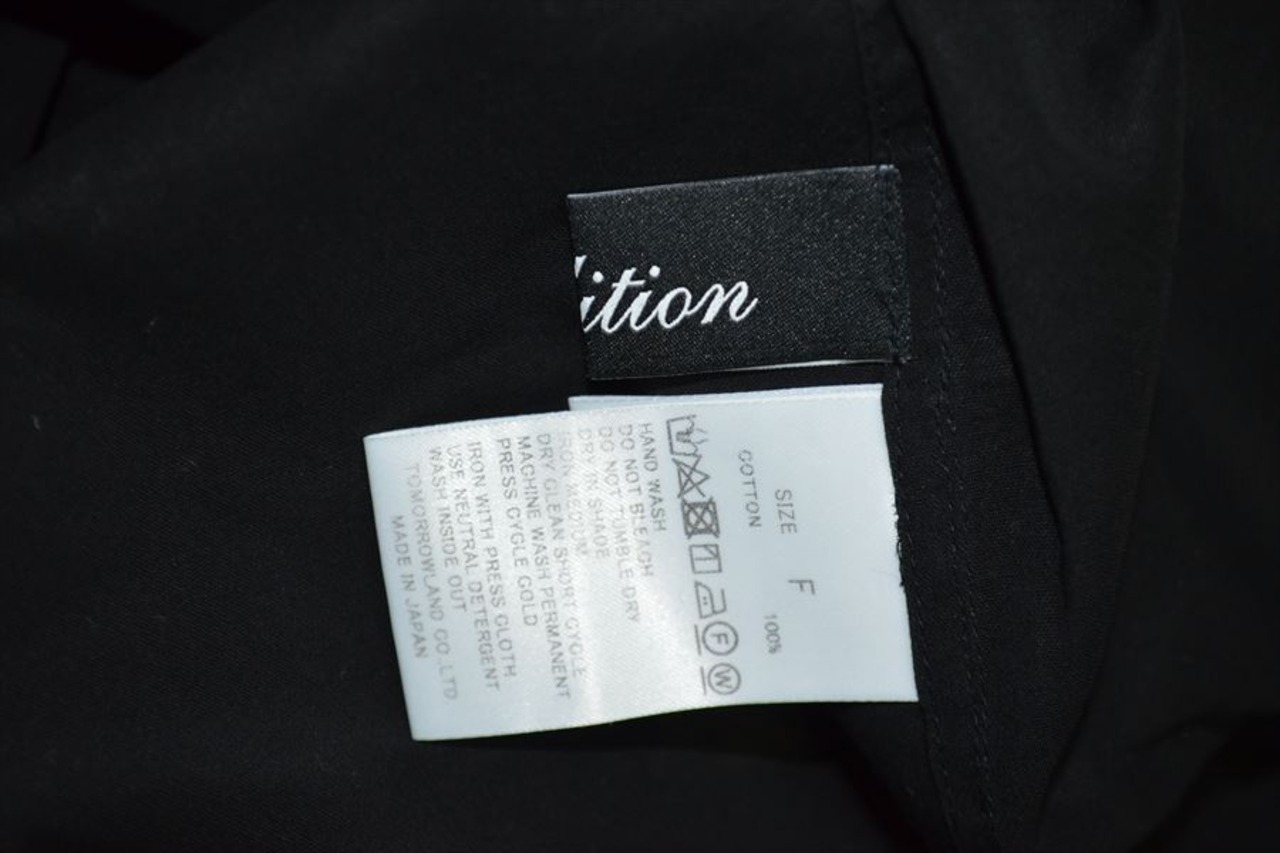 ition
SIZE F
COTTON 100%
HAND WASH
DO NOT BLEACH
DO NOT TUMBLE DRY
DRY IN SHADE
IRON MEDIUM
DRY CLEAN SHORT CYCLE
MACHINE WASH PERMANENT
PRESS CYCLE COLD
IRON WITH PRESS CLOTH
USE NEUTRAL DETERGENT
WASH INSIDE OUT
TOMORROWLAND CO.,LTD
MADE IN JAPAN